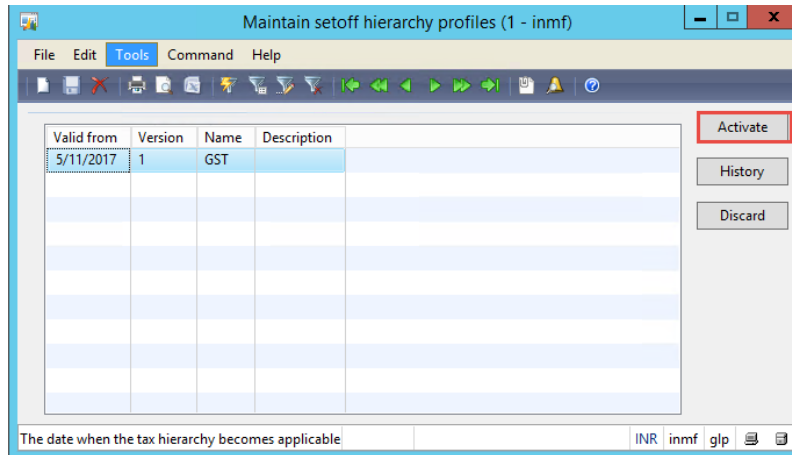 Maintain setoff hierarchy profiles (1 - inmf)
File Edit Tools Command Help
Activate
Valid from Version Name Description
5/11/2017 1 GST
History
Discard
The date when the tax hierarchy becomes applicable INR inmf glp